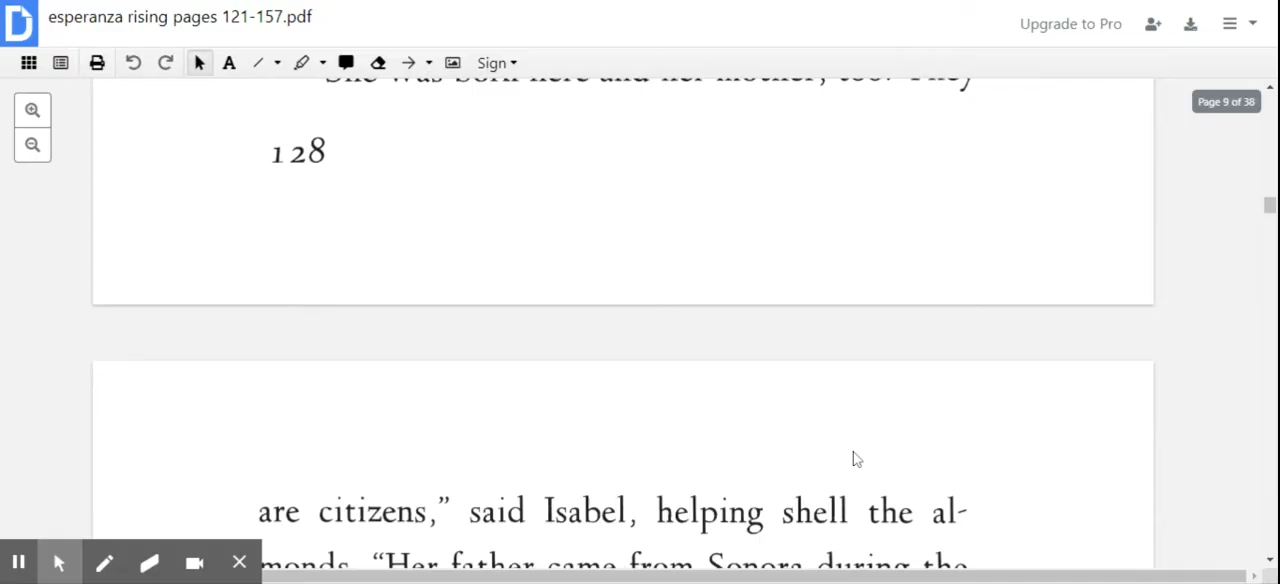 esperanza rising pages 121-157.pdf
Upgrade to Pro
A
Sign
Page 9 of 38
"She was born here and her mother, too. They
128
are citizens,” said Isabel, helping shell the al-
monds. “Her father came from Sonora during the